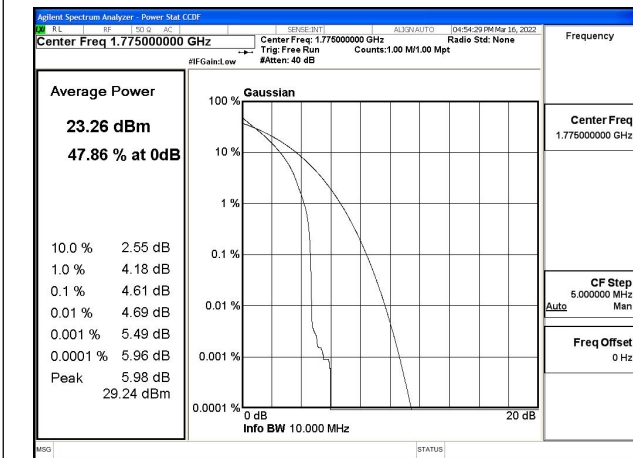 Agilent Spectrum Analyzer - Power Stat CCDF
RL RF 50 Ω AC SENSE:INT ALIGN AUTO 04:54:29 PM Mar 16, 2022
Center Freq 1.775000000 GHz
Center Freq: 1.775000000 GHz Radio Std: None
Trig: Free Run Counts:1.00 M/1.00 Mpt
#IFGain:Low #Atten: 40 dB
Frequency
Average Power
23.26 dBm
47.86 % at 0dB
10.0 % 2.55 dB
1.0 % 4.18 dB
0.1 % 4.61 dB
0.01 % 4.69 dB
0.001 % 5.49 dB
0.0001 % 5.96 dB
Peak 5.98 dB
29.24 dBm
Gaussian
100 %
10 %
1 %
0.1 %
0.01 %
0.001 %
0.0001 %
0 dB 20 dB
Info BW 10.000 MHz
Center Freq
1.775000000 GHz
CF Step
5.000000 MHz
Auto Man
Freq Offset
0 Hz
MSG STATUS